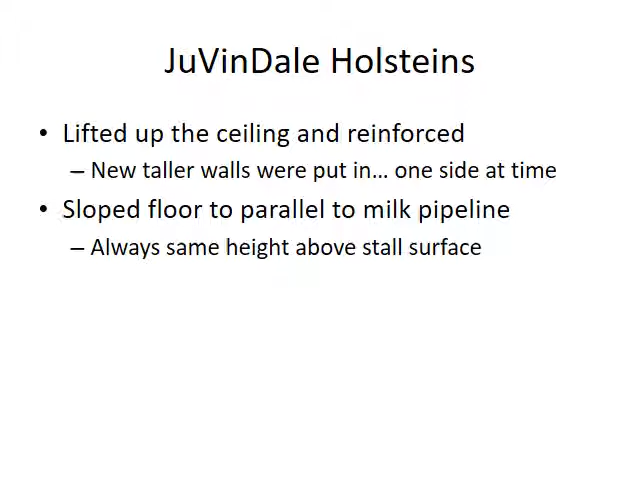 JuVinDale Holsteins
• Lifted up the ceiling and reinforced
– New taller walls were put in… one side at time
• Sloped floor to parallel to milk pipeline
– Always same height above stall surface